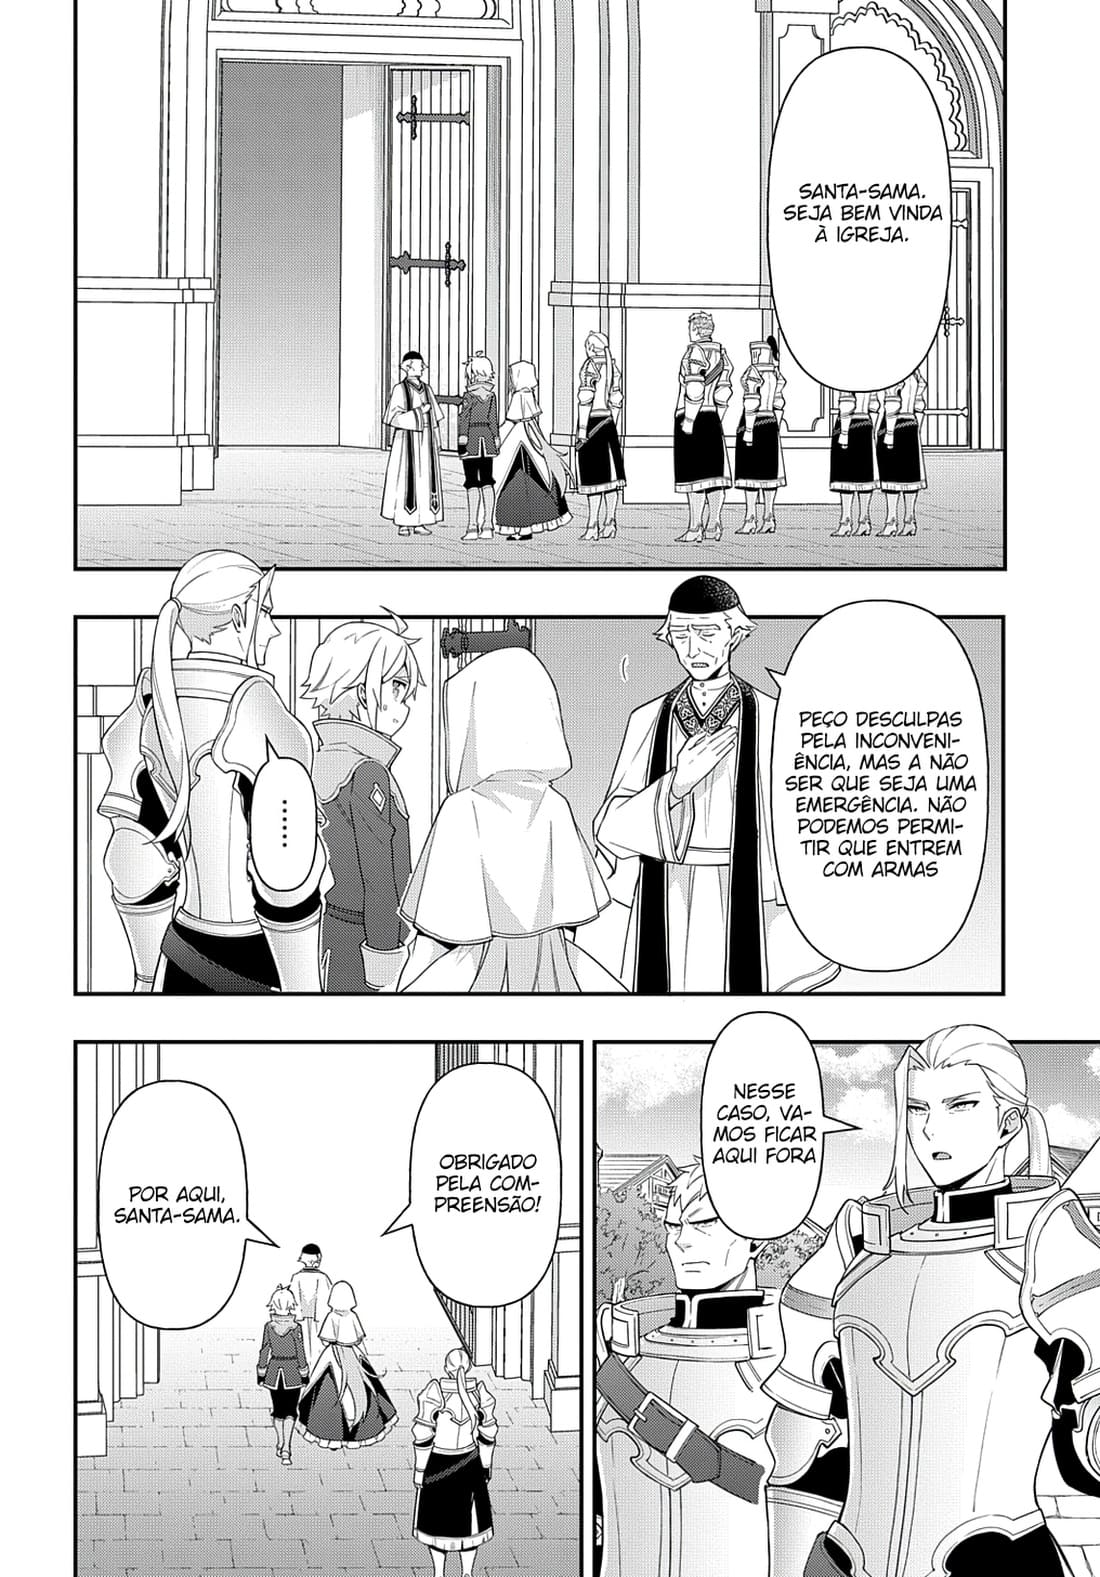 SANTA-SAMA.
SEJA BEM VINDA
À IGREJA.
PEÇO DESCULPAS
PELA INCONVENI-
ÊNCIA, MAS A NÃO
SER QUE SEJA UMA
EMERGÊNCIA. NÃO
PODEMOS PERMI-
TIR QUE ENTREM
COM ARMAS
......
NESSE
CASO, VA-
MOS FICAR
AQUI FORA
OBRIGADO
PELA COM-
PREENSÃO!
POR AQUI,
SANTA-SAMA.